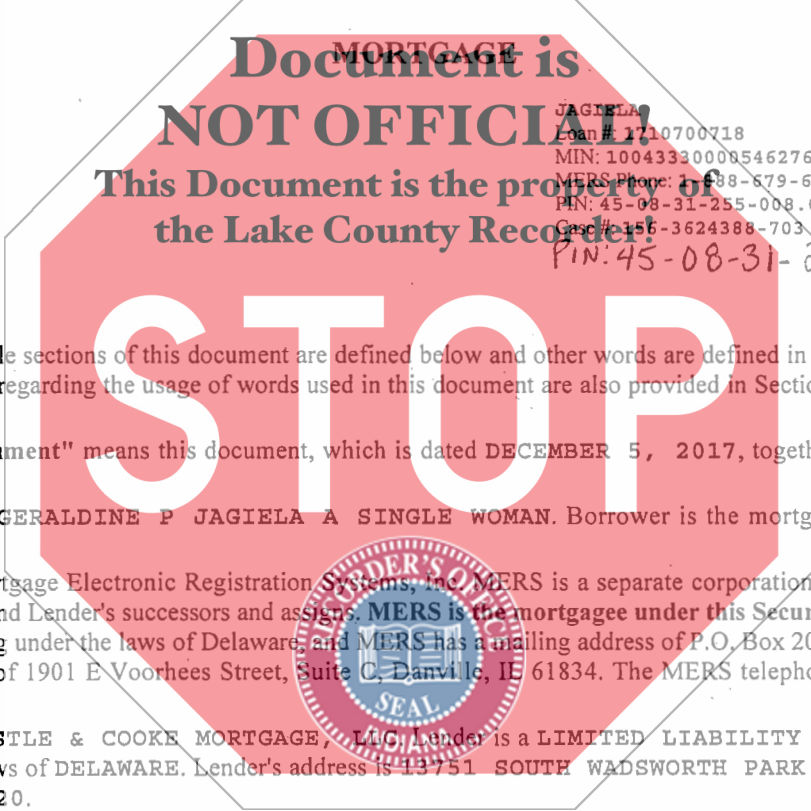 MORTGAGE
Document is
NOT OFFICIAL!
This Document is the property of
the Lake County Recorder!
JAGIELA
Loan #: 1710700718
MIN: 10043330000546276
MERS Phone: 1-888-679-6
PIN: 45-08-31-255-008.
Case #: 156-3624388-703
PIN: 45-08-31-
STOP
le sections of this document are defined below and other words are defined in
regarding the usage of words used in this document are also provided in Sectio
ment" means this document, which is dated DECEMBER 5, 2017, togeth
GERALDINE P JAGIELA A SINGLE WOMAN. Borrower is the mortg
tgage Electronic Registration Systems, Inc. MERS is a separate corporation
nd Lender's successors and assigns. MERS is the mortgagee under this Secur
g under the laws of Delaware, and MERS has a mailing address of P.O. Box 20
of 1901 E Voorhees Street, Suite C, Danville, IL 61834. The MERS telepho
RECORDER'S OFFICE
SEAL
INDIANA
STLE & COOKE MORTGAGE, LLC. Lender is a LIMITED LIABILITY
ws of DELAWARE. Lender's address is 13751 SOUTH WADSWORTH PARK
20.